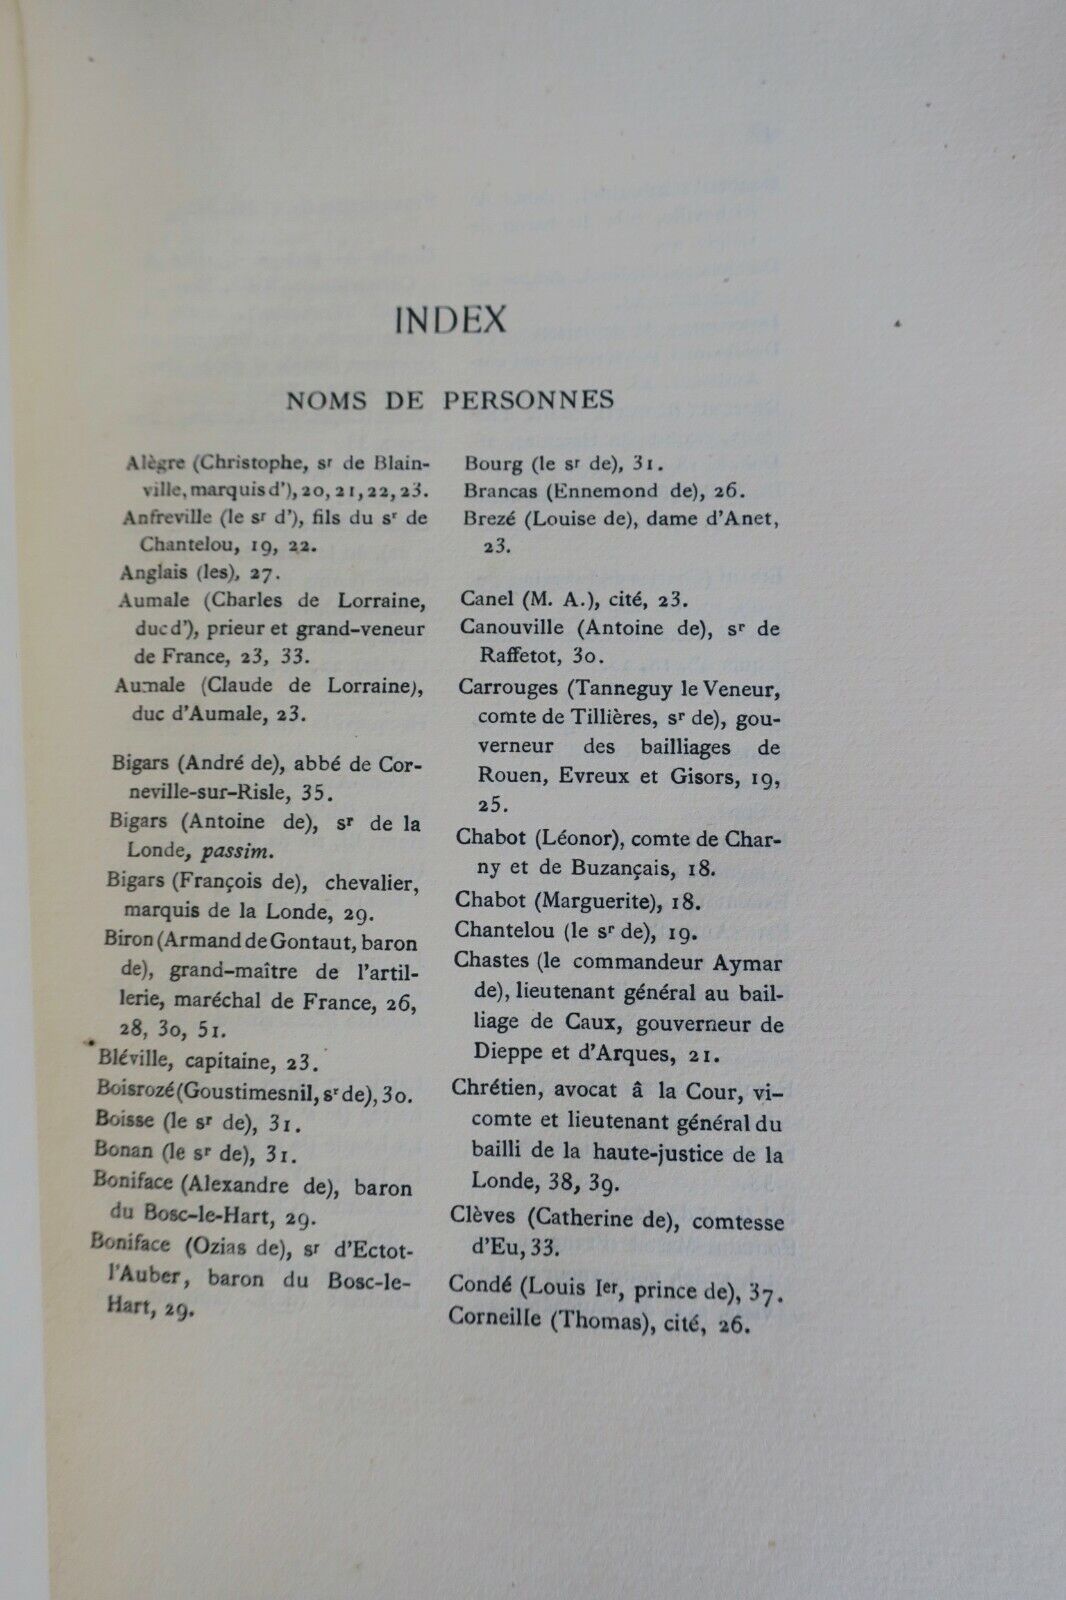 INDEX
NOMS DE PERSONNES
Alègre (Christophe, sr de Blain-
ville, marquis d'), 20, 21, 22, 23.
Anfreville (le sr d'), fils du sr de
Chantelou, 19, 22.
Anglais (les), 27.
Aumale (Charles de Lorraine,
duc d'), prieur et grand-veneur
de France, 23, 33.
Aumale (Claude de Lorraine),
duc d'Aumale, 23.
Bigars (André de), abbé de Cor-
neville-sur-Risle, 35.
Bigars (Antoine de), sr de la
Londe, passim.
Bigars (François de), chevalier,
marquis de la Londe, 29.
Biron (Armand de Gontaut, baron
de), grand-maître de l'artil-
lerie, maréchal de France, 26,
28, 30, 51.
Bléville, capitaine, 23.
Boisrozé (Goustimesnil, sr de), 30.
Boisse (le sr de), 31.
Bonan (le sr de), 31.
Boniface (Alexandre de), baron
du Bosc-le-Hart, 29.
Boniface (Ozias de), sr d'Ectot-
l'Auber, baron du Bosc-le-
Hart, 29.
Bourg (le sr de), 31.
Brancas (Ennemond de), 26.
Brezé (Louise de), dame d'Anet,
23.
Canel (M. A.), cité, 23.
Canouville (Antoine de), sr de
Raffetot, 30.
Carrouges (Tanneguy le Veneur,
comte de Tillières, sr de), gou-
verneur des bailliages de
Rouen, Evreux et Gisors, 19,
25.
Chabot (Léonor), comte de Char-
ny et de Buzançais, 18.
Chabot (Marguerite), 18.
Chantelou (le sr de), 19.
Chastes (le commandeur Aymar
de), lieutenant général au bail-
liage de Caux, gouverneur de
Dieppe et d'Arques, 21.
Chrétien, avocat â la Cour, vi-
comte et lieutenant général du
bailli de la haute-justice de la
Londe, 38, 39.
Clèves (Catherine de), comtesse
d'Eu, 33.
Condé (Louis Ier, prince de), 37.
Corneille (Thomas), cité, 26.